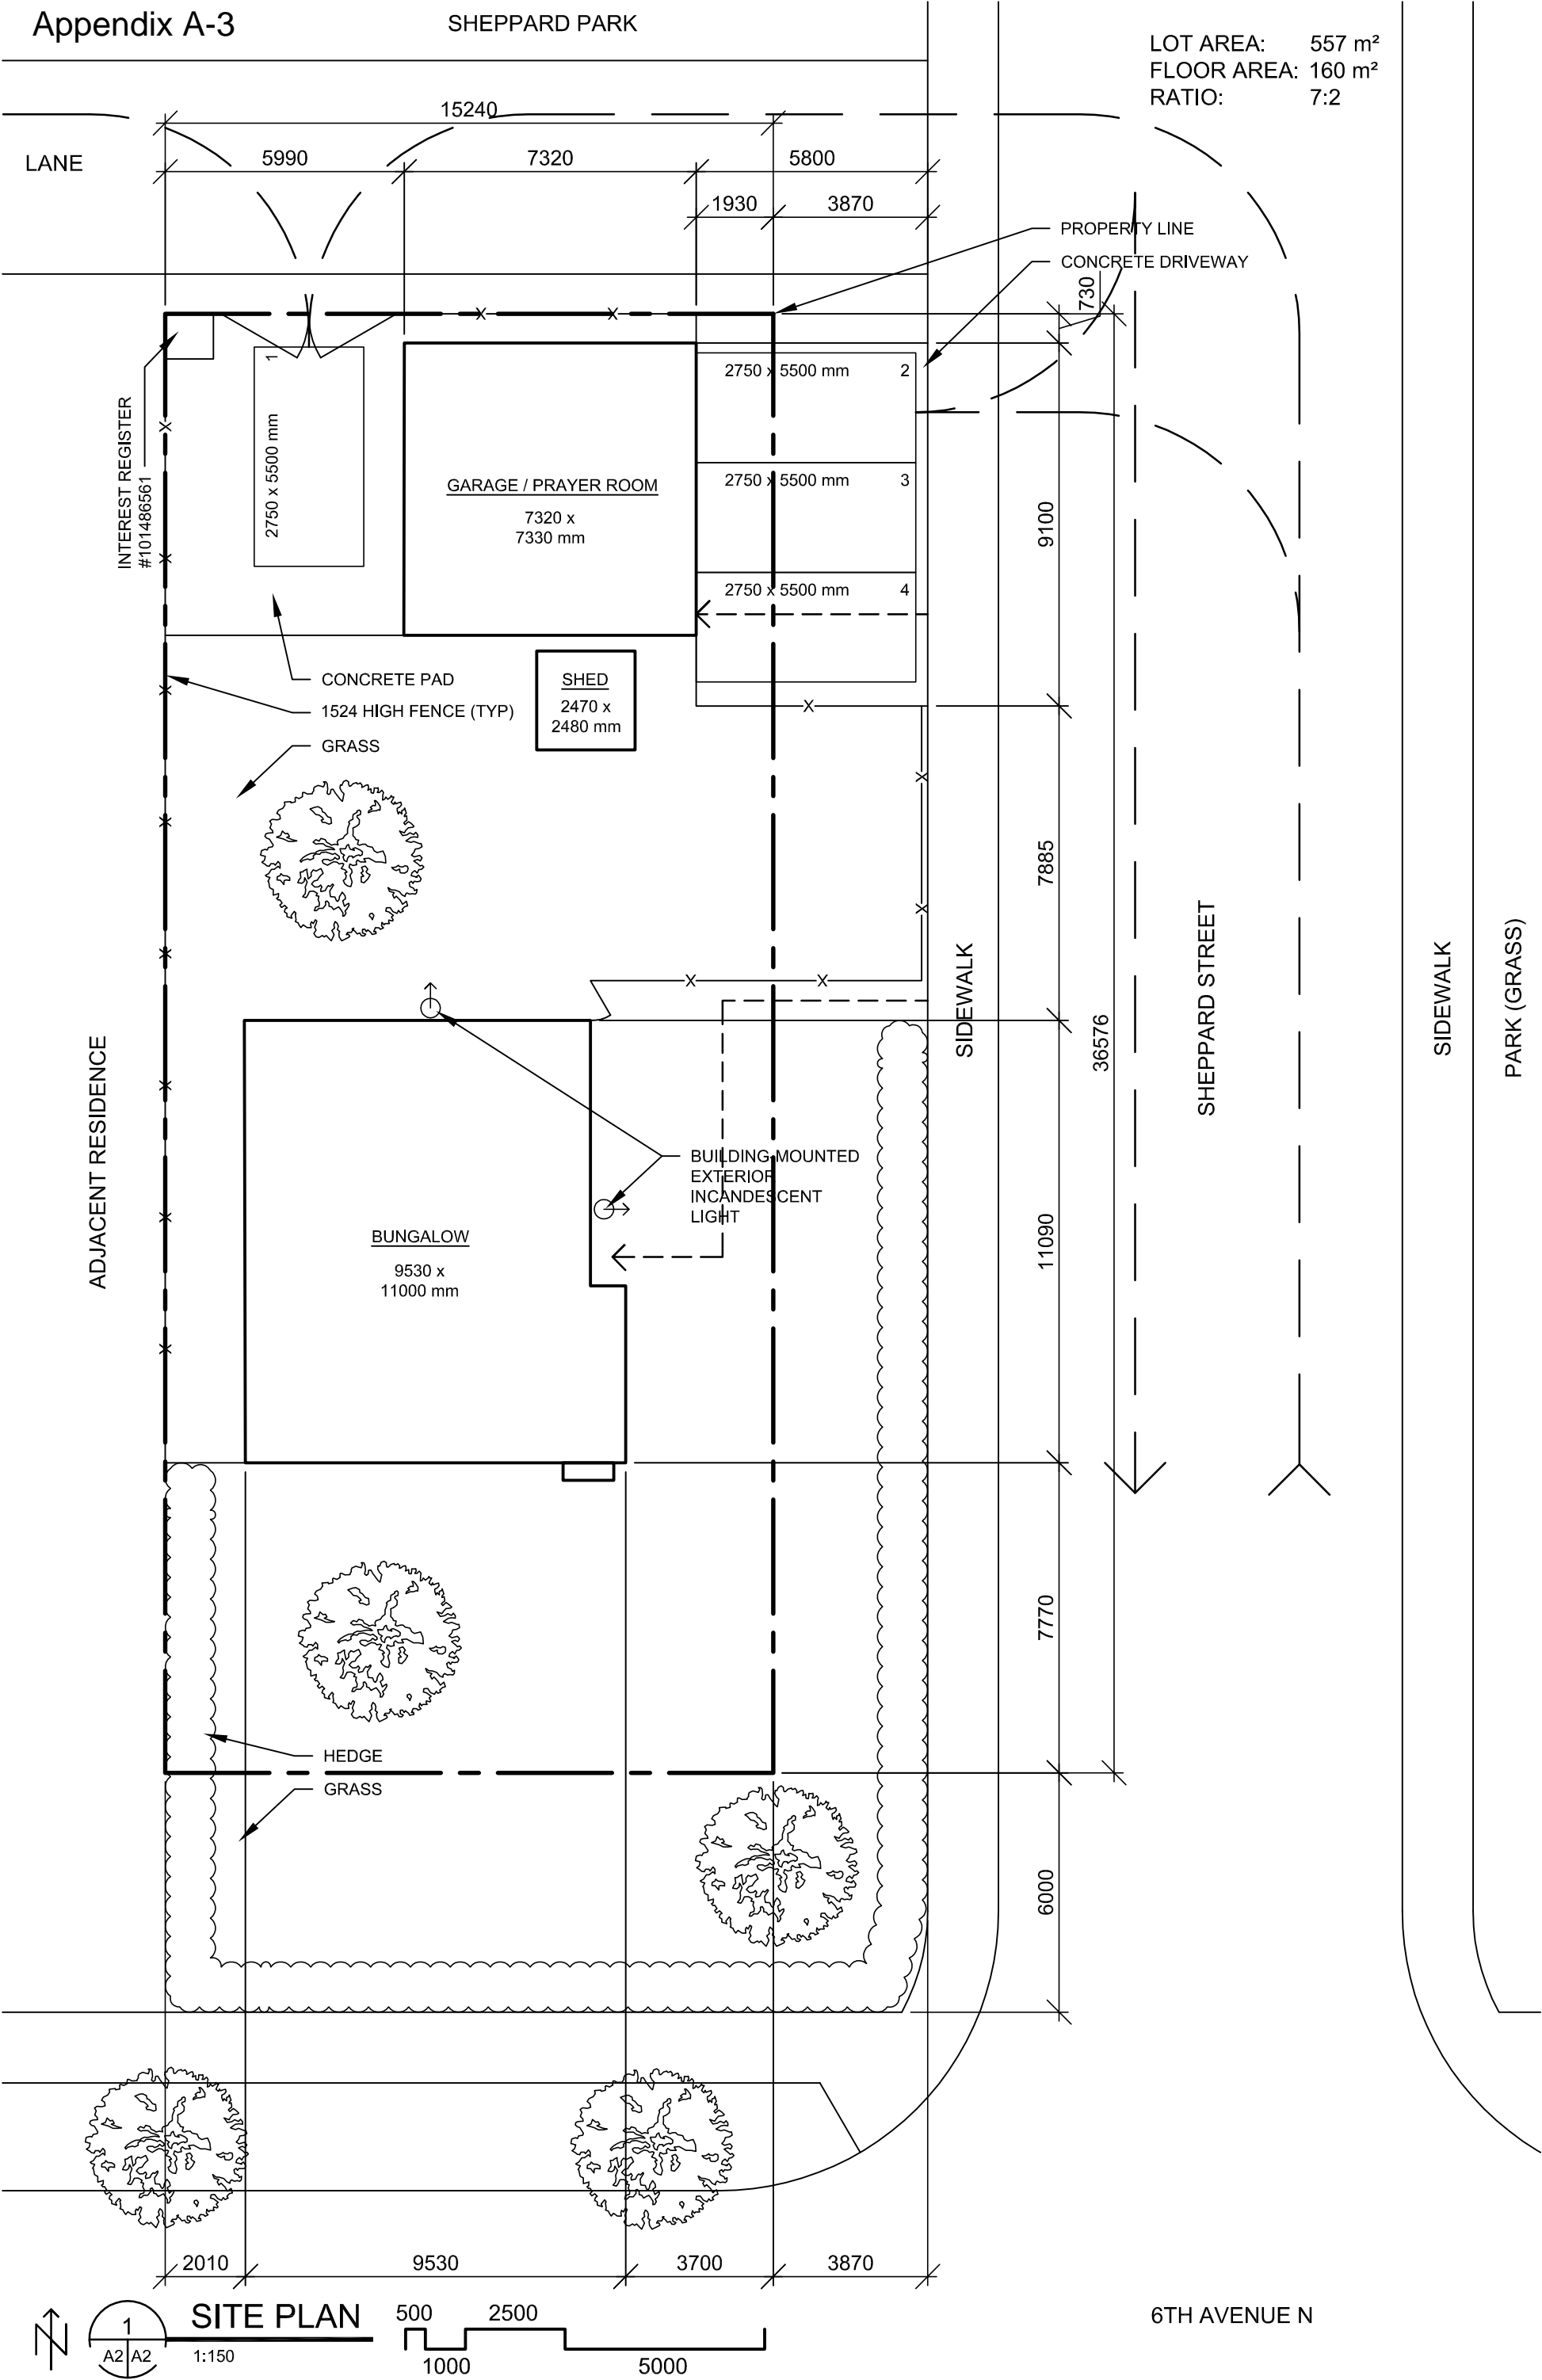 Appendix A-3
SHEPPARD PARK
LOT AREA: 557 m²
FLOOR AREA: 160 m²
RATIO: 7:2
15240
LANE
5990
7320
5800
1930
3870
PROPERTY LINE
CONCRETE DRIVEWAY
730
INTEREST REGISTER
#101486561
1
2750 x 5500 mm
2750 x 5500 mm 2
GARAGE / PRAYER ROOM
7320 x
7330 mm
2750 x 5500 mm 3
2750 x 5500 mm 4
9100
CONCRETE PAD
1524 HIGH FENCE (TYP)
GRASS
SHED
2470 x
2480 mm
7885
SIDEWALK
36576
SHEPPARD STREET
SIDEWALK
PARK (GRASS)
ADJACENT RESIDENCE
BUILDING MOUNTED
EXTERIOR
INCANDESCENT
LIGHT
BUNGALOW
9530 x
11000 mm
11090
7770
HEDGE
GRASS
6000
2010
9530
3700
3870
N
1
A2 A2
SITE PLAN
1:150
500
2500
1000
5000
6TH AVENUE N